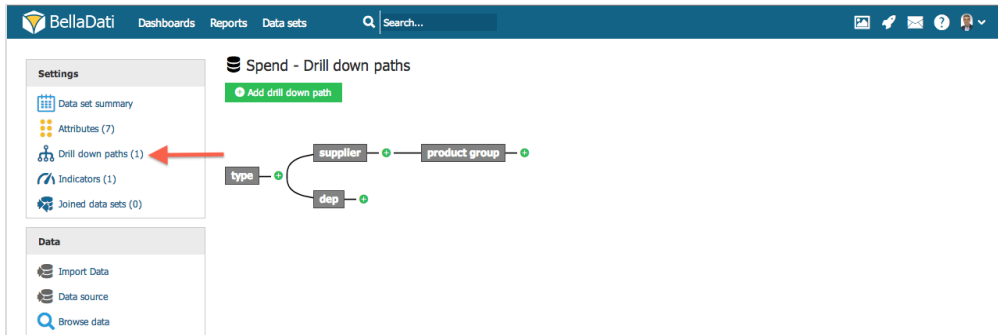 BellaDati Dashboards Reports Data sets Search...
Settings
Data set summary
Attributes (7)
Drill down paths (1)
Indicators (1)
Joined data sets (0)
Data
Import Data
Data source
Browse data
Spend - Drill down paths
Add drill down path
supplier product group
type
dep